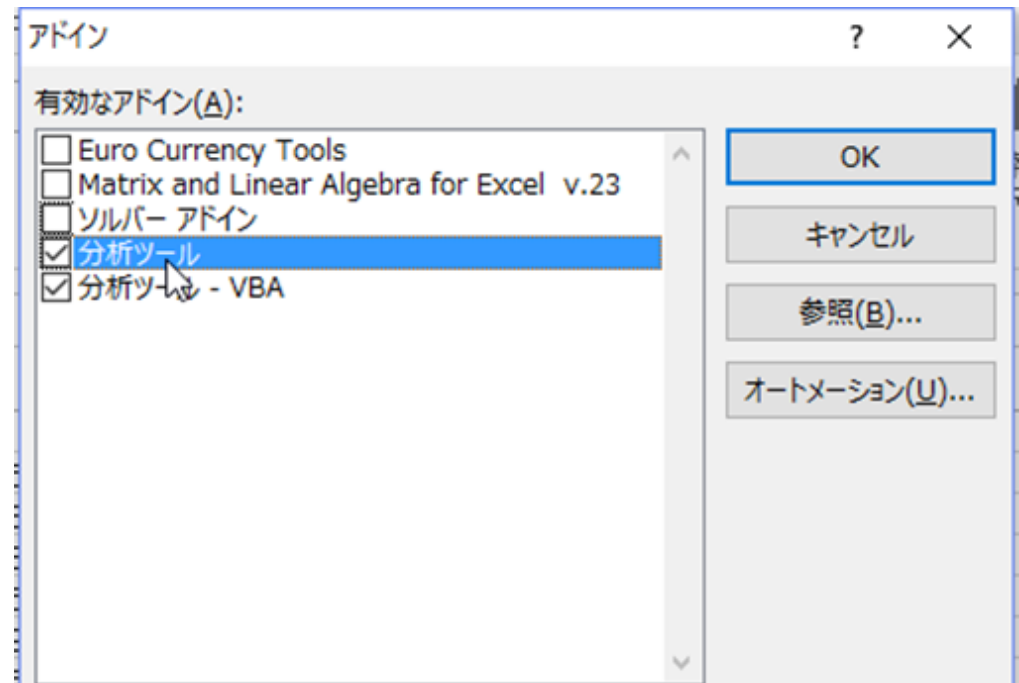 アドイン
有効なアドイン(A):
Euro Currency Tools
Matrix and Linear Algebra for Excel v.23
ソルバー アドイン
分析ツール
分析ツール - VBA
OK
キャンセル
参照(B)...
オートメーション(U)...